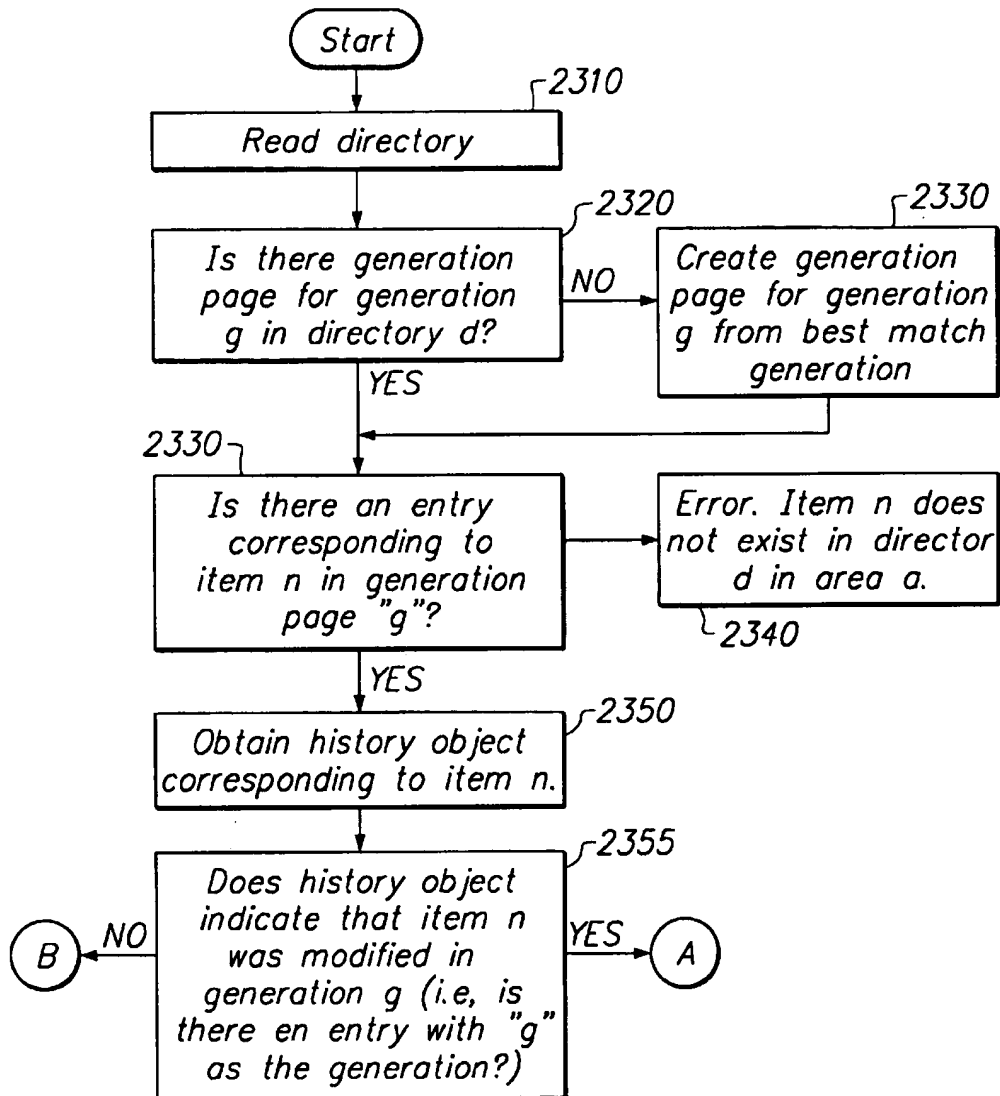 Start
2310
Read directory
2320
Is there generation
page for generation
g in directory d?
NO
2330
Create generation
page for generation
g from best match
generation
YES
2330
Is there an entry
corresponding to
item n in generation
page "g"?
Error. Item n does
not exist in director
d in area a.
2340
YES
2350
Obtain history object
corresponding to item n.
2355
Does history object
indicate that item n
was modified in
generation g (i.e, is
there en entry with "g"
as the generation?)
NO
B
YES
A